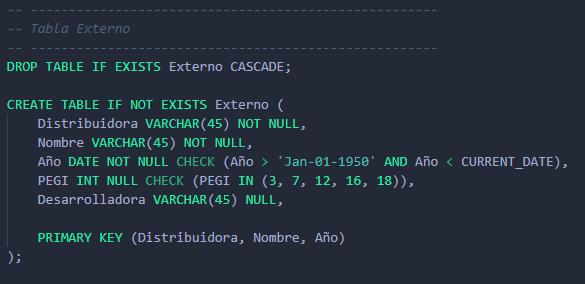 -- -----------------------------------------------------
-- Tabla Externo
-- -----------------------------------------------------
DROP TABLE IF EXISTS Externo CASCADE;
CREATE TABLE IF NOT EXISTS Externo (
Distribuidora VARCHAR(45) NOT NULL,
Nombre VARCHAR(45) NOT NULL,
Año DATE NOT NULL CHECK (Año > 'Jan-01-1950' AND Año < CURRENT_DATE),
PEGI INT NULL CHECK (PEGI IN (3, 7, 12, 16, 18)),
Desarrolladora VARCHAR(45) NULL,
PRIMARY KEY (Distribuidora, Nombre, Año)
);